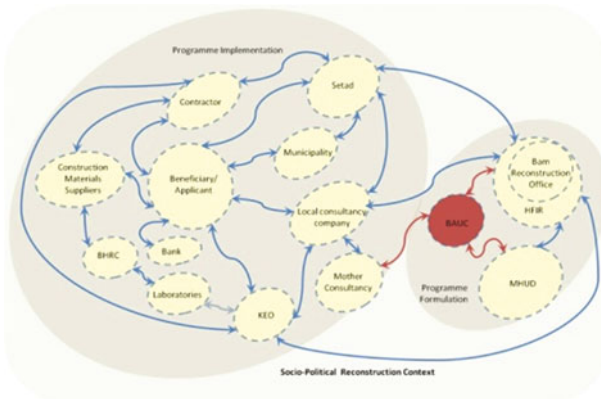 Programme Implementation
Setad
Contractor
Municipality
Construction
Materials
Suppliers
Beneficiary/
Applicant
Bam
Reconstruction
Office
HFIR
Local consultancy
company
BAUC
BHRC
Bank
Mother
Consultancy
MHUD
Laboratories
Programme
Formulation
KEO
Socio-Political Reconstruction Context